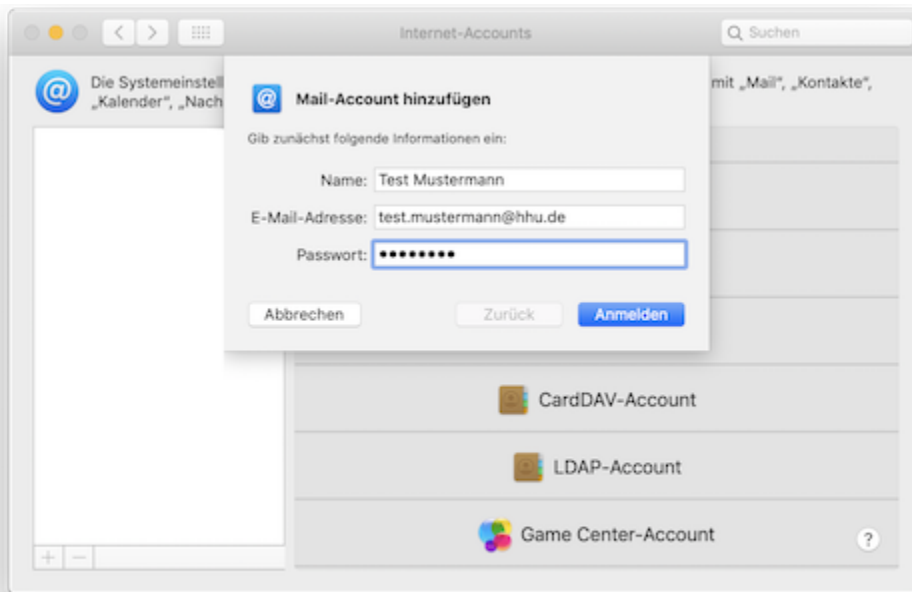 Internet-Accounts
Suchen
Die Systemeinstell
mit „Mail“, „Kontakte“,
„Kalender“, „Nach
Mail-Account hinzufügen
Gib zunächst folgende Informationen ein:
Name: Test Mustermann
E-Mail-Adresse: test.mustermann@hhu.de
Passwort: ••••••••
Abbrechen Zurück Anmelden
CardDAV-Account
LDAP-Account
Game Center-Account
?
+ −